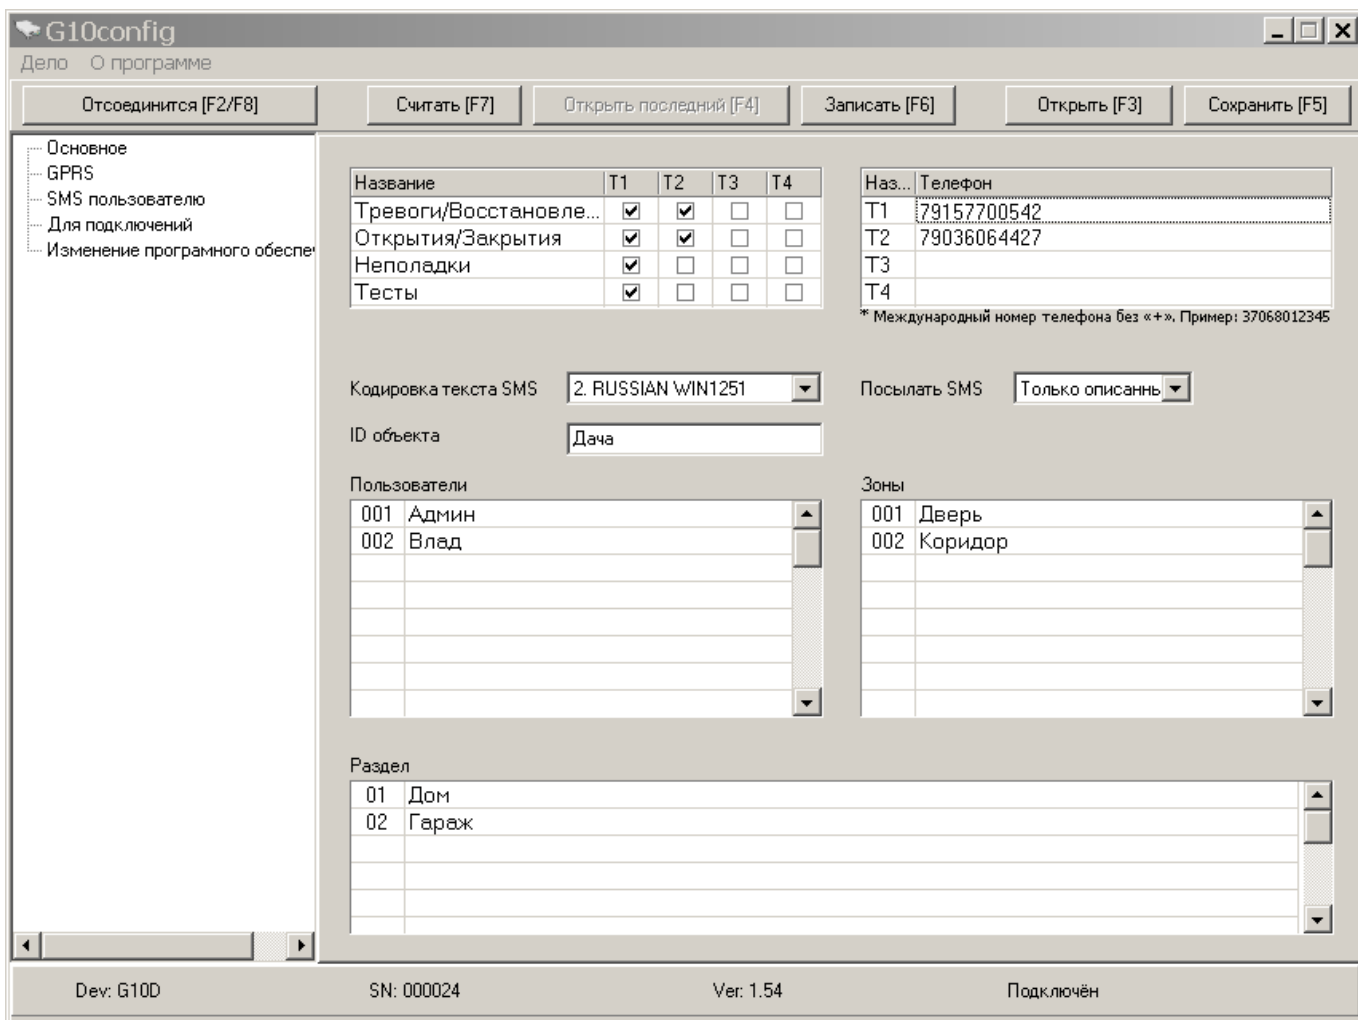 G10config
Дело О программе
Отсоединится [F2/F8] Считать [F7] Открыть последний [F4] Записать [F6] Открыть [F3] Сохранить [F5]
Основное
GPRS
SMS пользователю
Для подключений
Изменение програмного обеспеч
Название T1 T2 T3 T4
Тревоги/Восстановле...
Открытия/Закрытия
Неполадки
Тесты
Наз... Телефон
T1 79157700542
T2 79036064427
T3
T4
* Международный номер телефона без «+». Пример: 37068012345
Кодировка текста SMS 2. RUSSIAN WIN1251 Посылать SMS Только описаннь
ID объекта Дача
Пользователи
001 Админ
002 Влад
Зоны
001 Дверь
002 Коридор
Раздел
01 Дом
02 Гараж
Dev: G10D SN: 000024 Ver: 1.54 Подключён